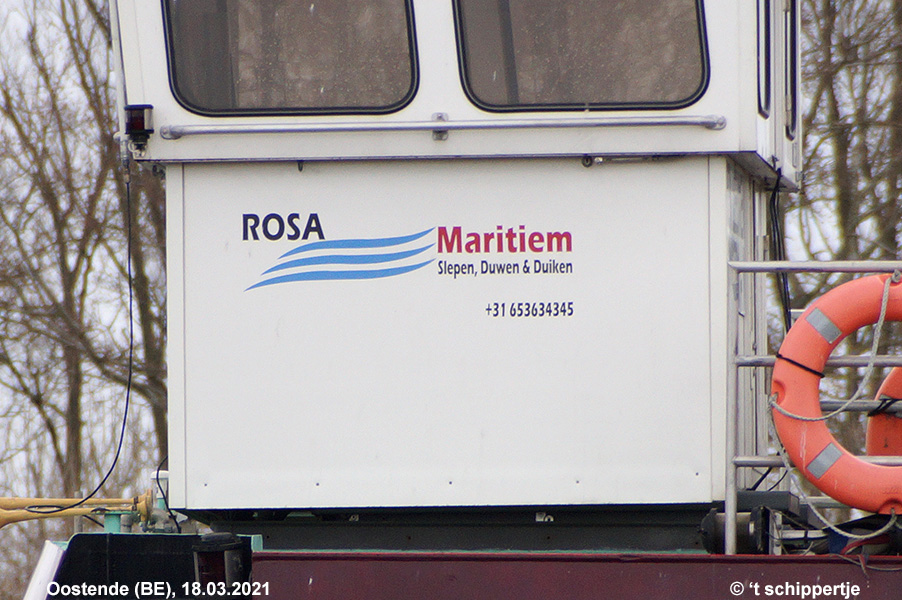 ROSA
Maritiem
Slepen, Duwen & Duiken
+31 653634345
Oostende (BE), 18.03.2021
© 't schippertje